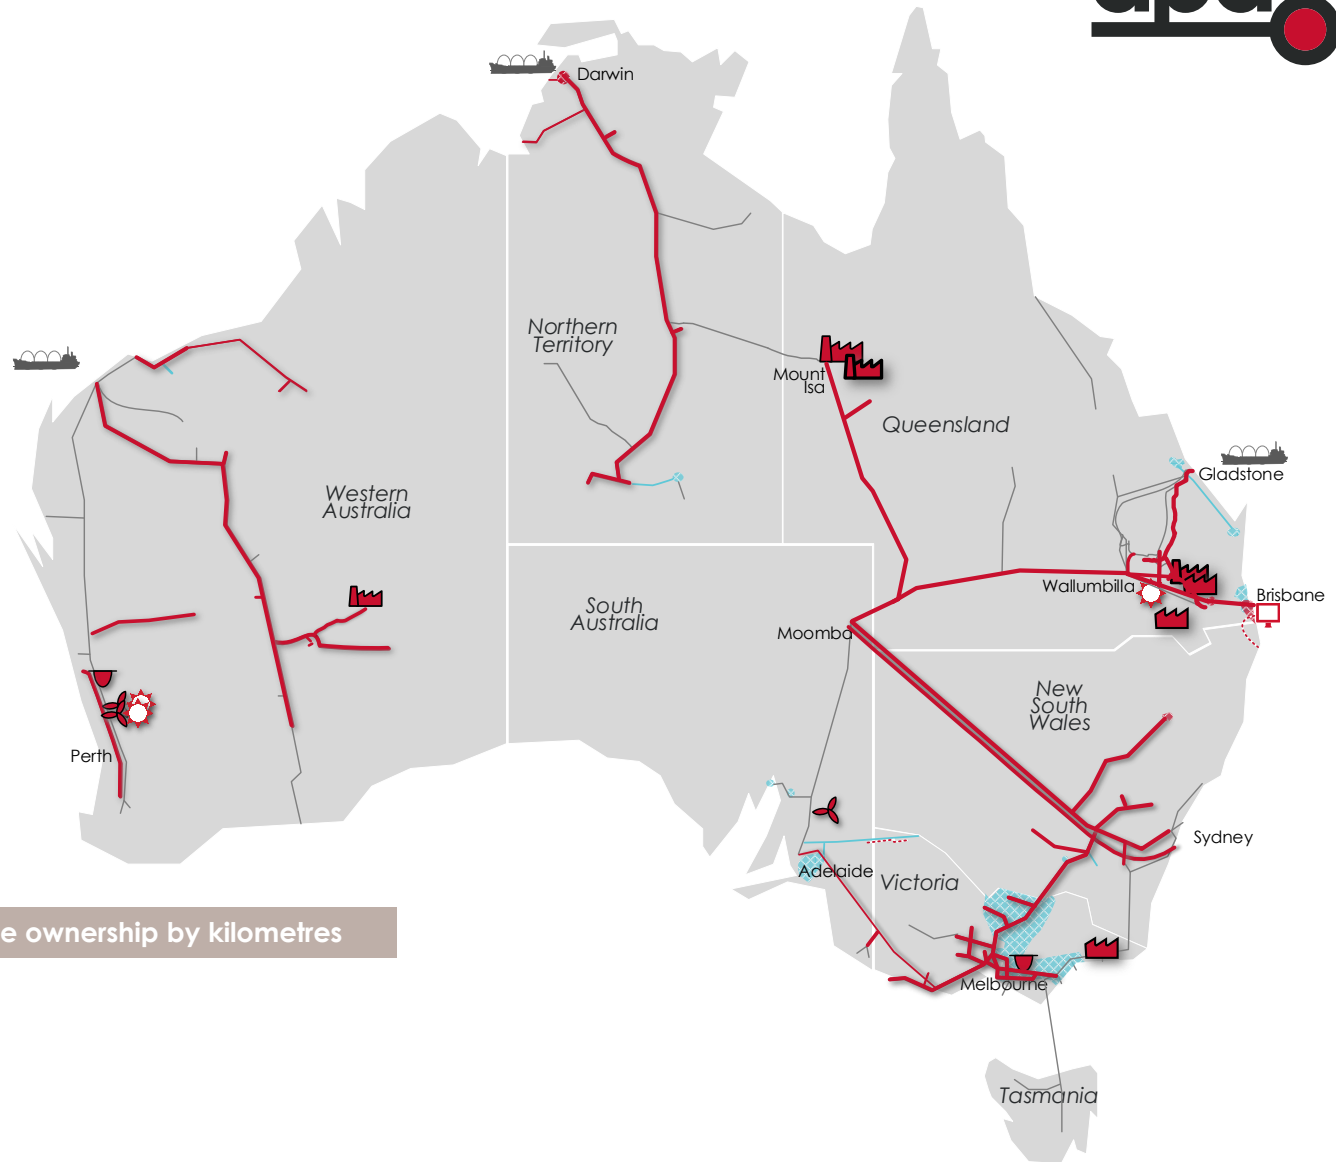 Darwin
Northern
Territory
Mount
Isa
Queensland
Gladstone
Western
Australia
Wallumbilla
Brisbane
South
Australia
Moomba
New
South
Wales
Perth
Sydney
Adelaide
Victoria
e ownership by kilometres
Melbourne
Tasmania